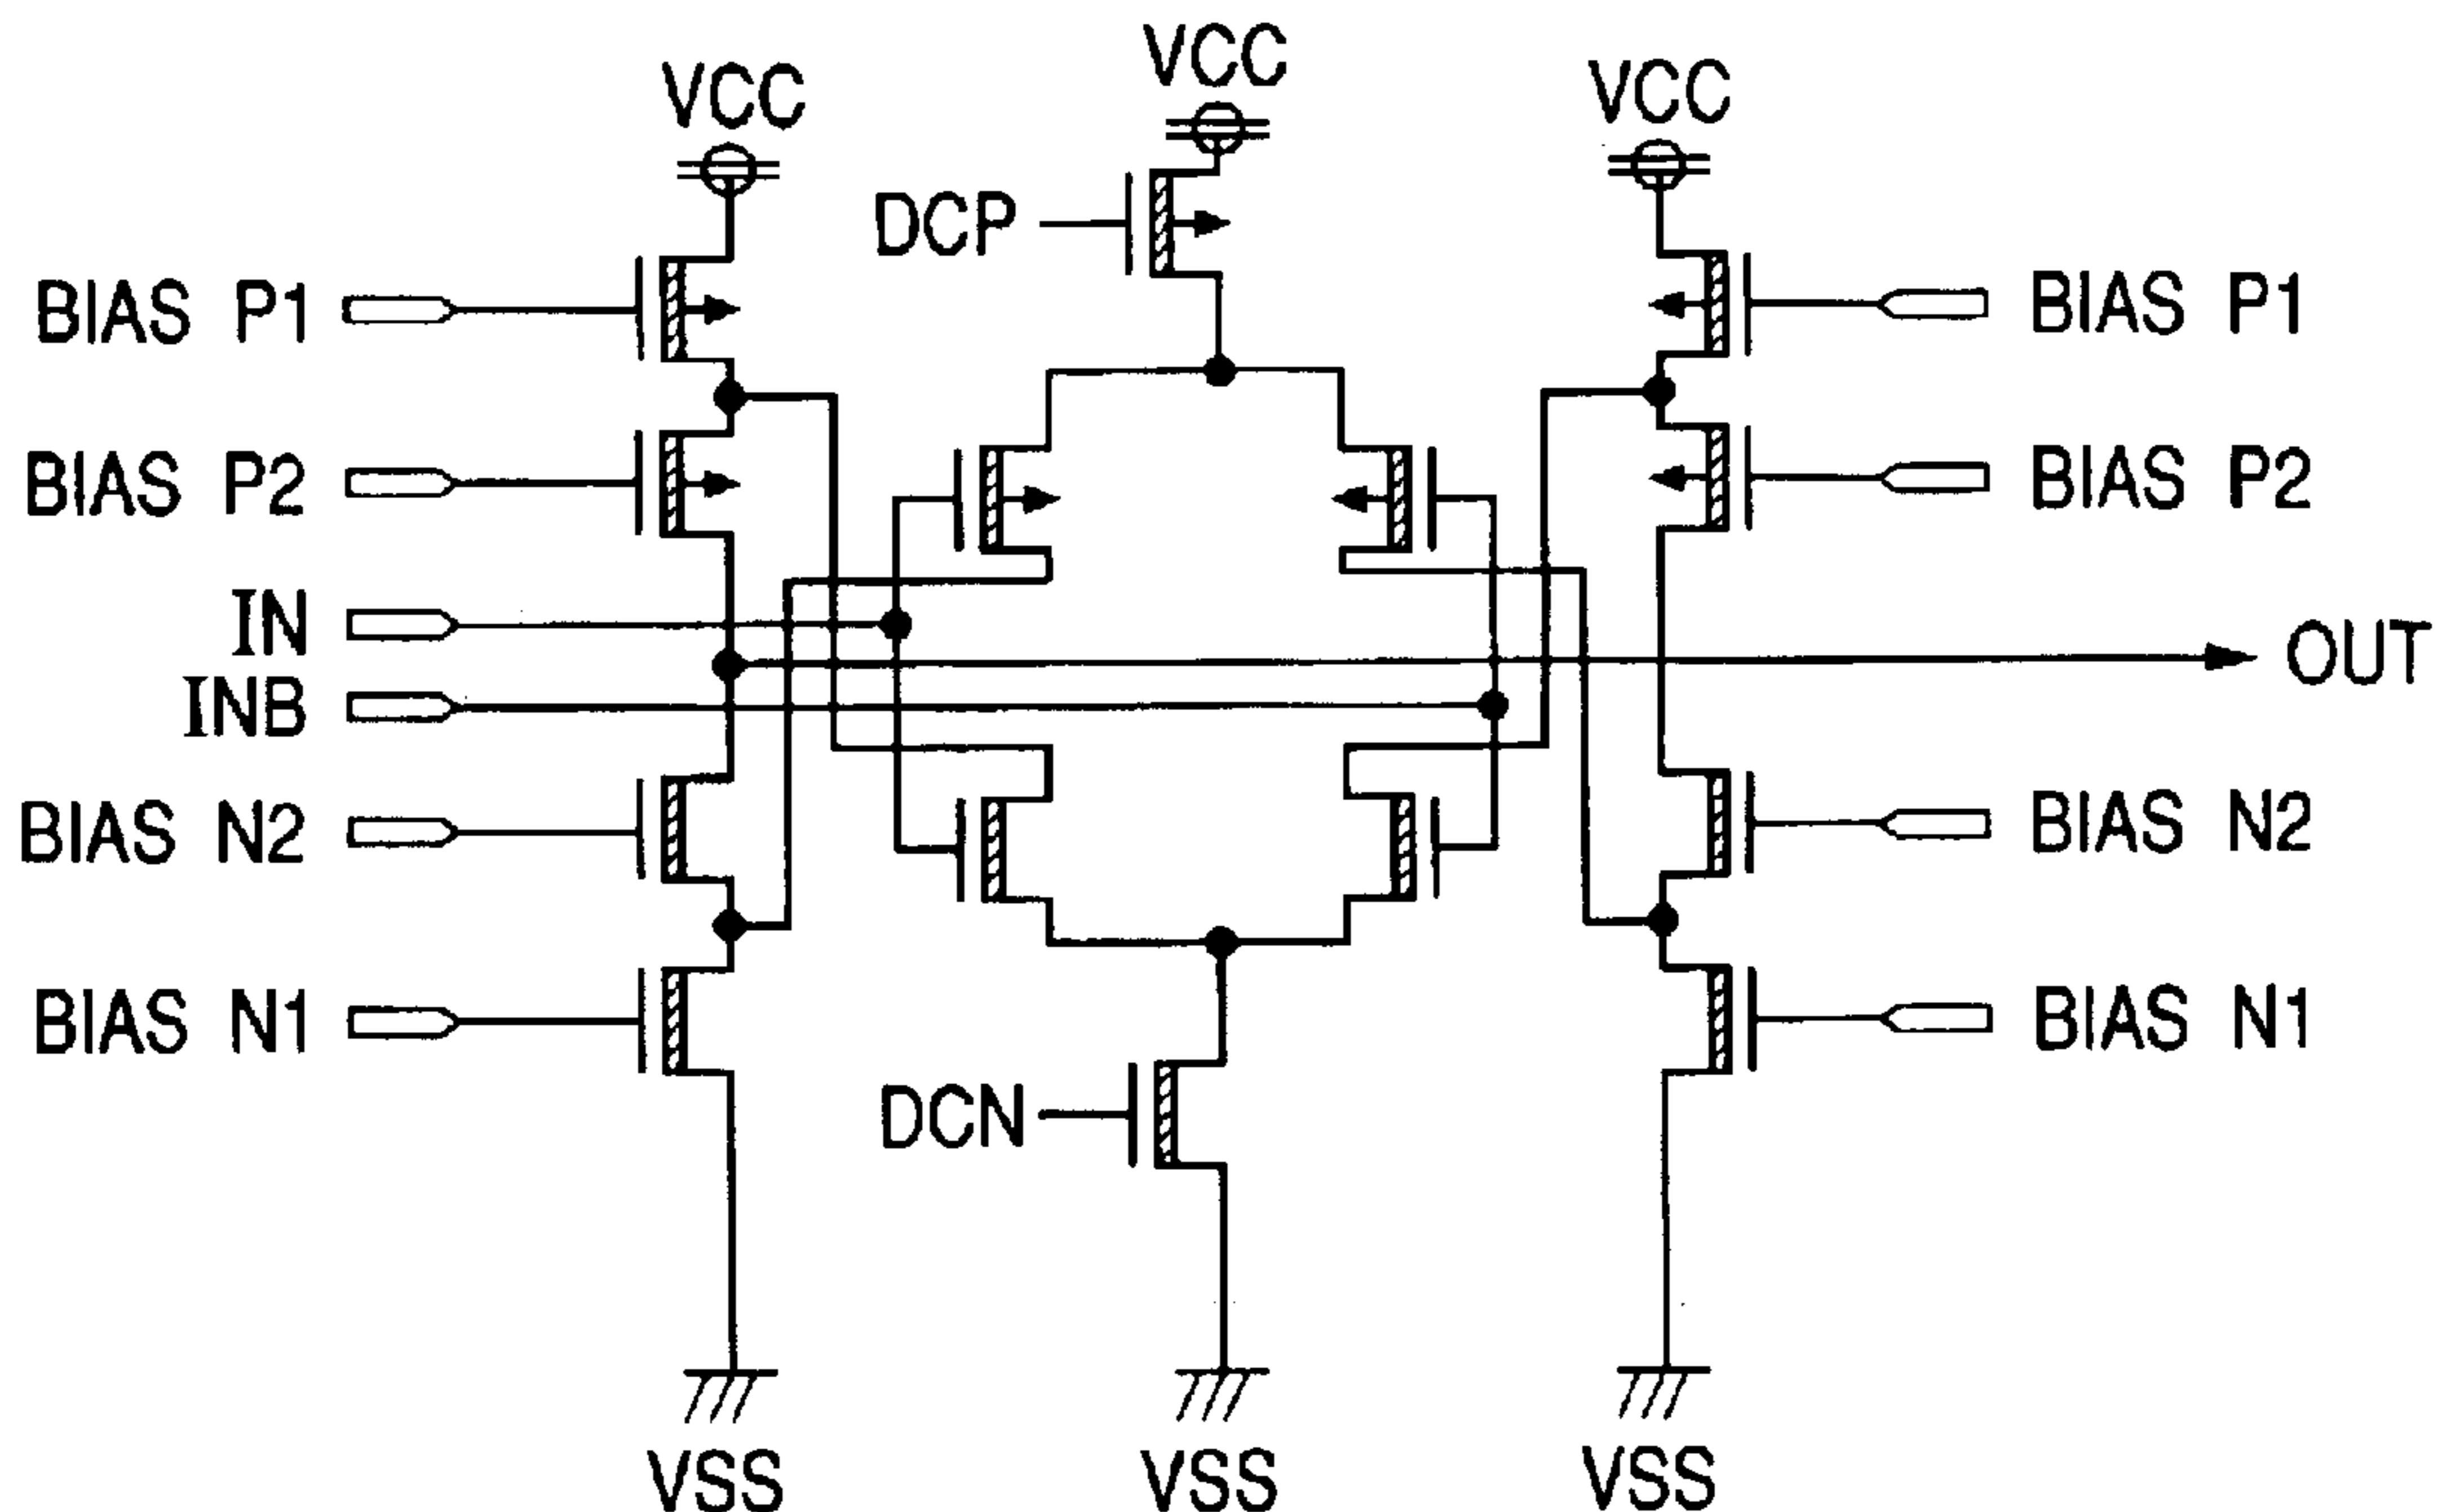 VCC
VCC
VCC
DCP
BIAS P1
BIAS P1
BIAS P2
BIAS P2
IN
OUT
INB
BIAS N2
BIAS N2
BIAS N1
BIAS N1
DCN
VSS
VSS
VSS